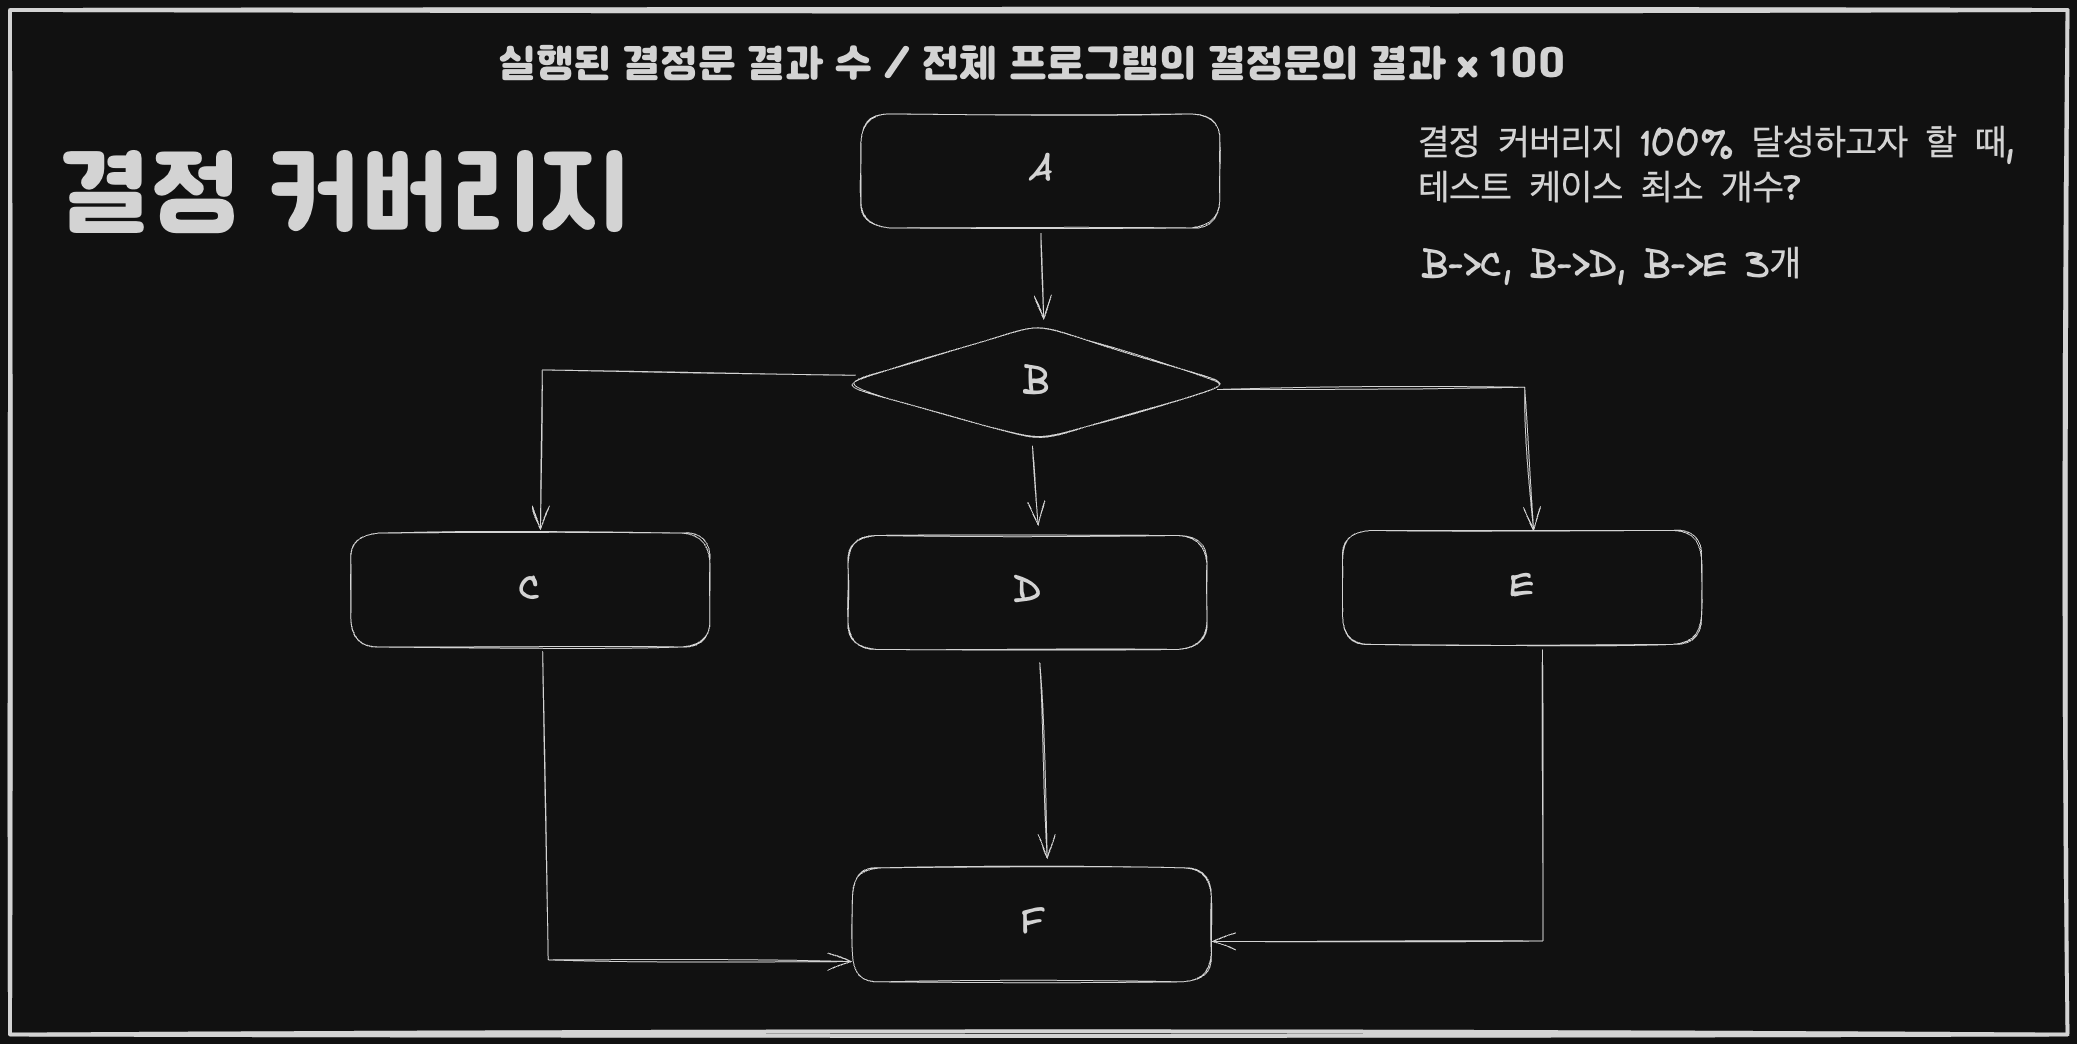 실행된 결정문 결과 수 / 전체 프로그램의 결정문의 결과 x 100
결정 커버리지
결정 커버리지 100% 달성하고자 할 때,
테스트 케이스 최소 개수?
B->C, B->D, B->E 3개
A
B
C
D
E
F